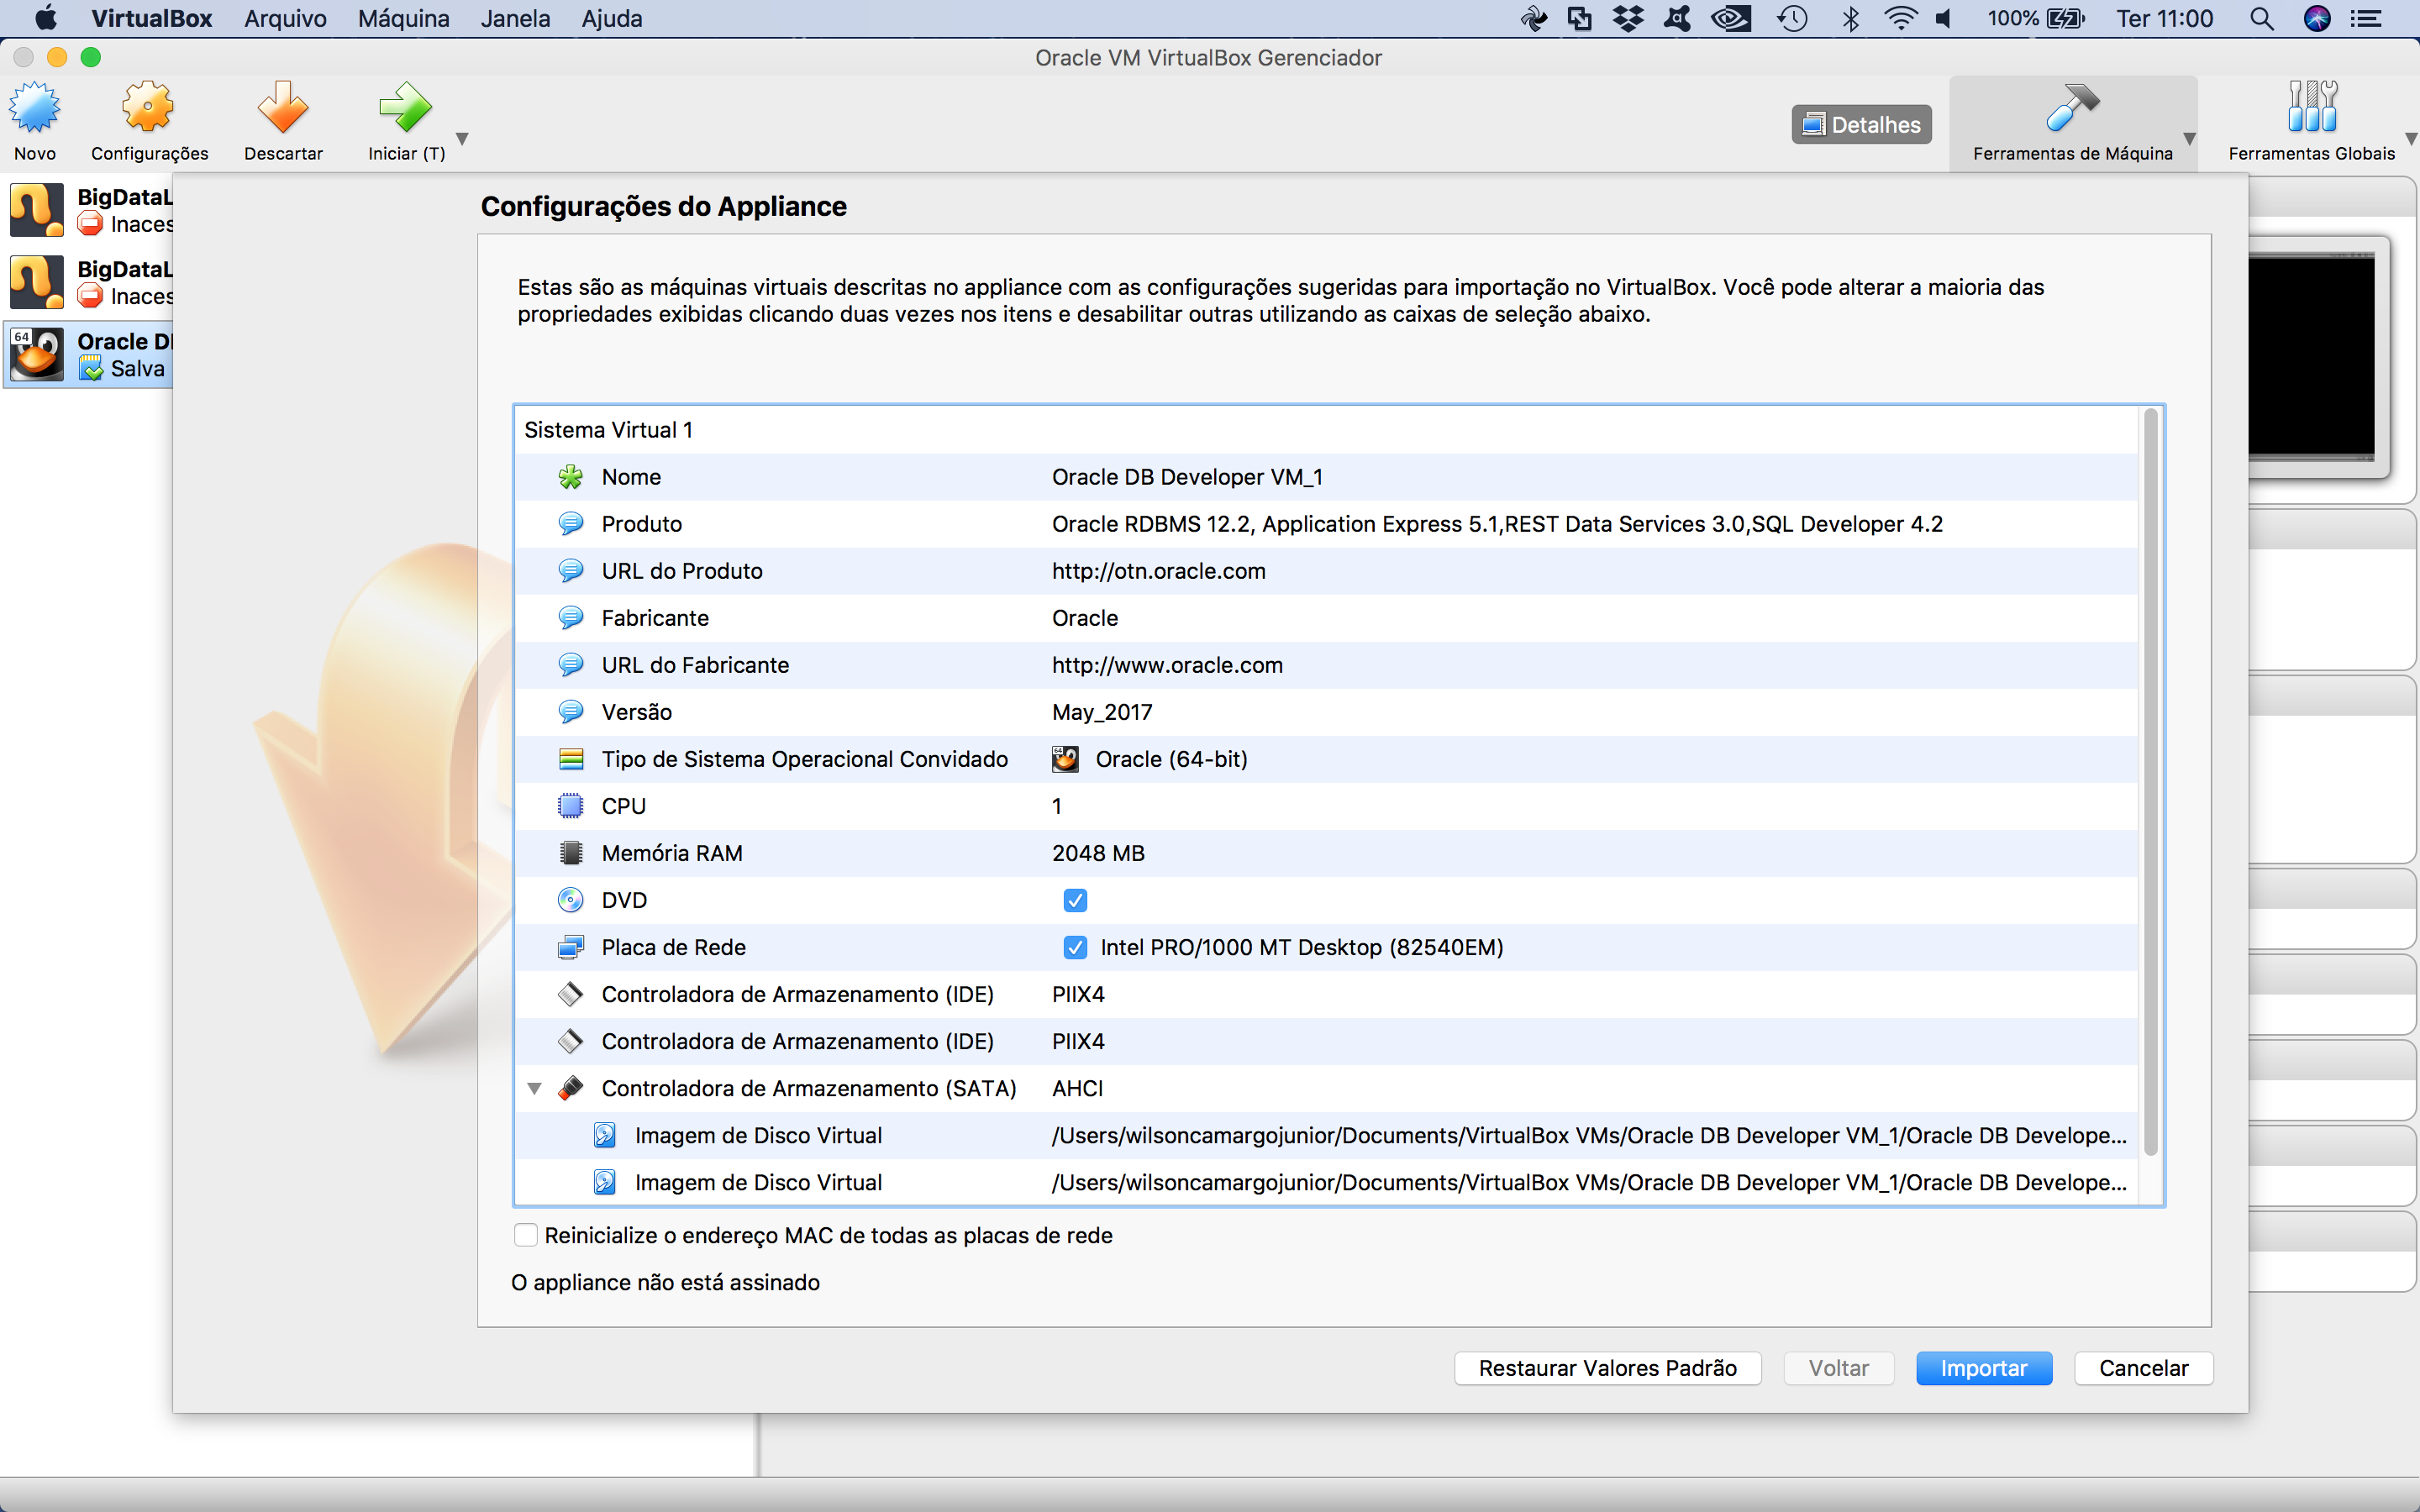 VirtualBox Arquivo Máquina Janela Ajuda 100% Ter 11:00
Oracle VM VirtualBox Gerenciador
Novo Configurações Descartar Iniciar (T) Detalhes Ferramentas de Máquina Ferramentas Globais
BigDataL
Inaces
BigDataL
Inaces
64 Oracle D
Salva
Configurações do Appliance
Estas são as máquinas virtuais descritas no appliance com as configurações sugeridas para importação no VirtualBox. Você pode alterar a maioria das
propriedades exibidas clicando duas vezes nos itens e desabilitar outras utilizando as caixas de seleção abaixo.
Sistema Virtual 1
Nome Oracle DB Developer VM_1
Produto Oracle RDBMS 12.2, Application Express 5.1,REST Data Services 3.0,SQL Developer 4.2
URL do Produto http://otn.oracle.com
Fabricante Oracle
URL do Fabricante http://www.oracle.com
Versão May_2017
Tipo de Sistema Operacional Convidado 64 Oracle (64-bit)
CPU 1
Memória RAM 2048 MB
DVD
Placa de Rede Intel PRO/1000 MT Desktop (82540EM)
Controladora de Armazenamento (IDE) PIIX4
Controladora de Armazenamento (IDE) PIIX4
Controladora de Armazenamento (SATA) AHCI
Imagem de Disco Virtual /Users/wilsoncamargojunior/Documents/VirtualBox VMs/Oracle DB Developer VM_1/Oracle DB Develope...
Imagem de Disco Virtual /Users/wilsoncamargojunior/Documents/VirtualBox VMs/Oracle DB Developer VM_1/Oracle DB Develope...
Reinicialize o endereço MAC de todas as placas de rede
O appliance não está assinado
Restaurar Valores Padrão Voltar Importar Cancelar